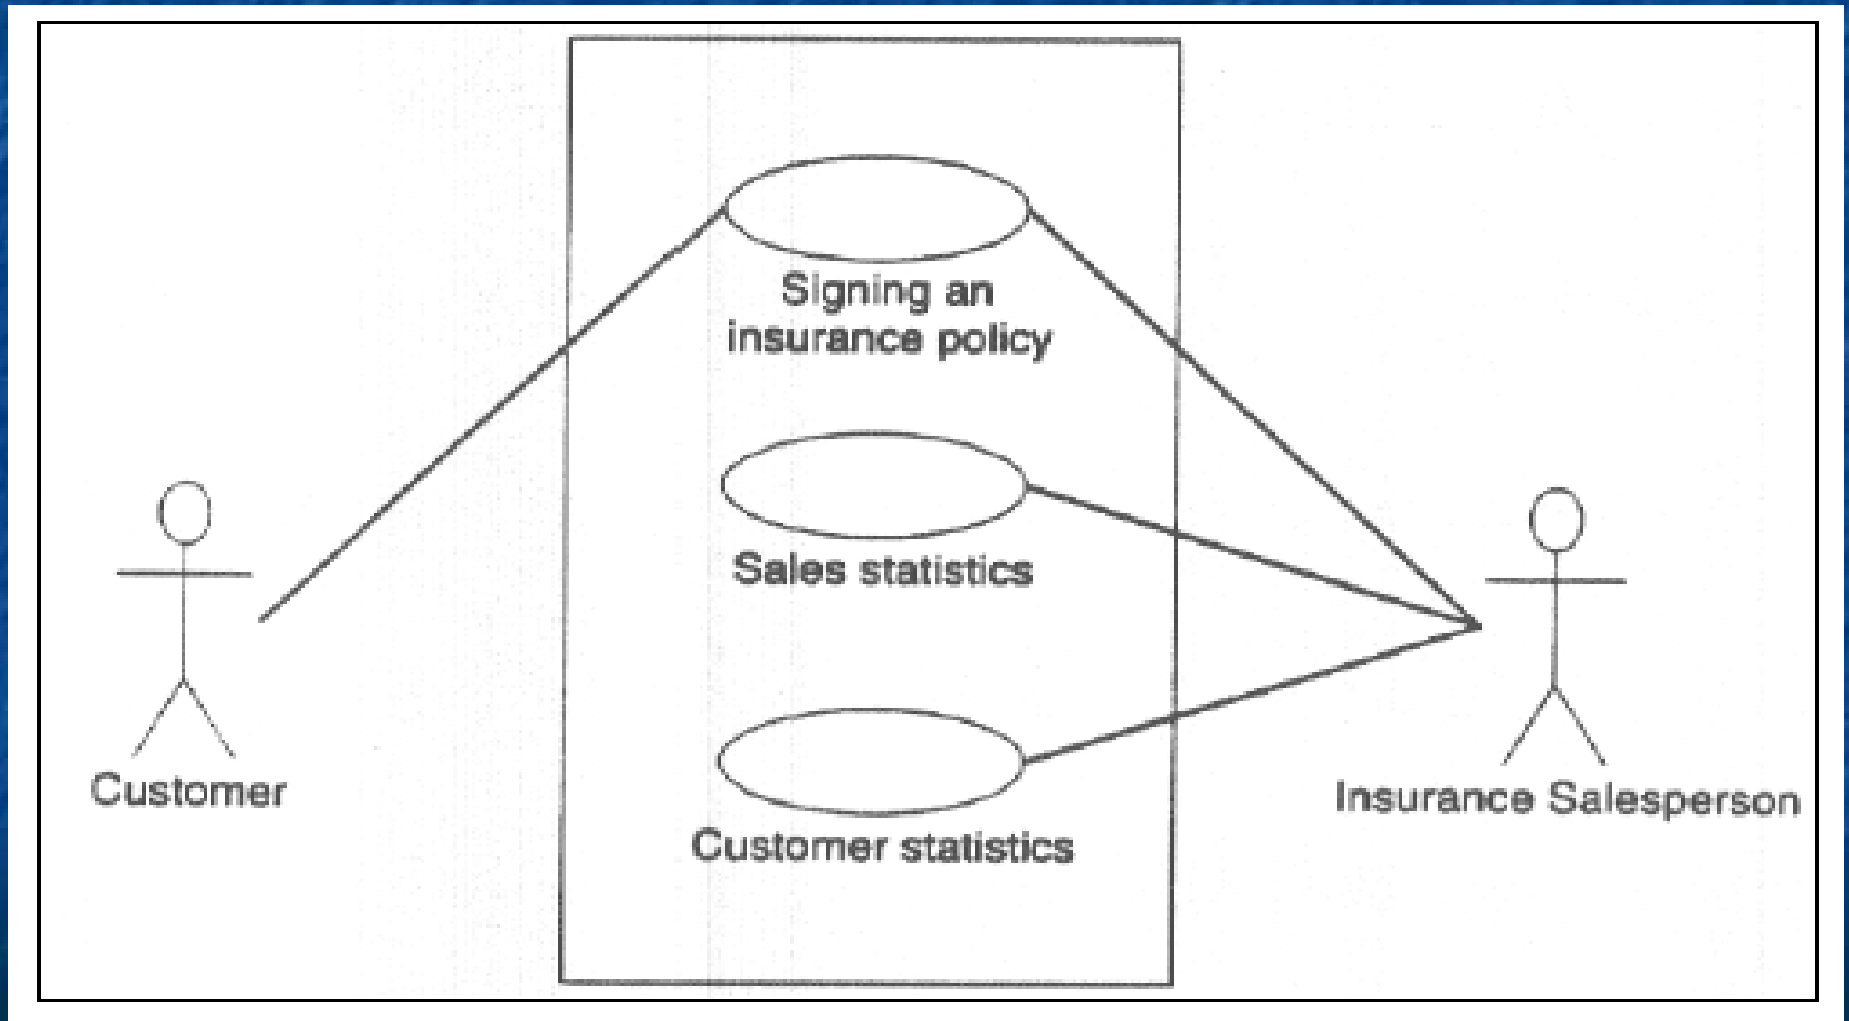 Signing an
insurance policy
Sales statistics
Customer
Insurance Salesperson
Customer statistics